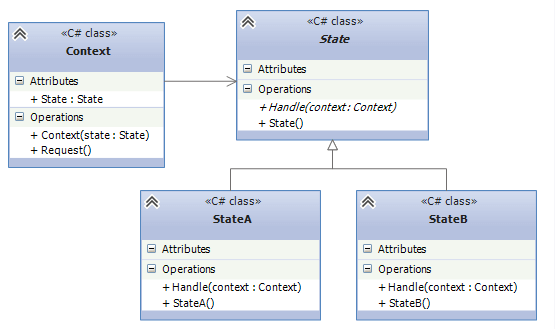 «C# class»
Context
Attributes
+ State : State
Operations
+ Context(state : State)
+ Request()
«C# class»
State
Attributes
Operations
+ Handle(context : Context)
+ State()
«C# class»
StateA
Attributes
Operations
+ Handle(context : Context)
+ StateA()
«C# class»
StateB
Attributes
Operations
+ Handle(context : Context)
+ StateB()